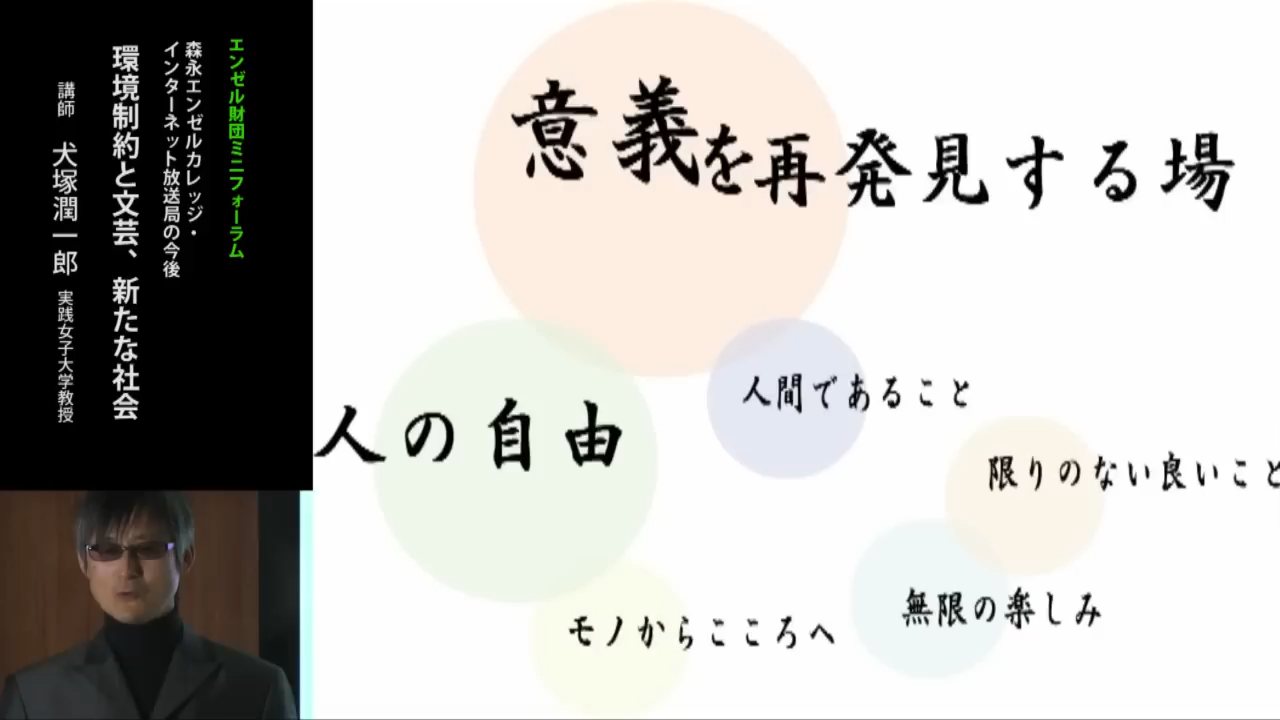 エンゼル財団ミニフォーラム
森永エンゼルカレッジ・
インターネット放送局の今後
環境制約と文芸、新たな社会
講師 犬塚潤一郎 実践女子大学教授
意義を再発見する場
人間であること
人の自由
限りのない良いこと
無限の楽しみ
モノからこころへ